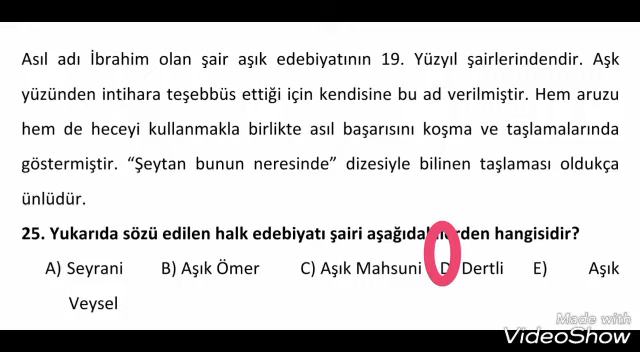 Asıl adı İbrahim olan şair aşık edebiyatının 19. Yüzyıl şairlerindendir. Aşk
yüzünden intihara teşebbüs ettiği için kendisine bu ad verilmiştir. Hem aruzu
hem de heceyi kullanmakla birlikte asıl başarısını koşma ve taşlamalarında
göstermiştir. “Şeytan bunun neresinde” dizesiyle bilinen taşlaması oldukça
ünlüdür.
25. Yukarıda sözü edilen halk edebiyatı şairi aşağıdakilerden hangisidir?
A) Seyrani B) Aşık Ömer C) Aşık Mahsuni D) Dertli E) Aşık
Veysel
Made with
VideoShow